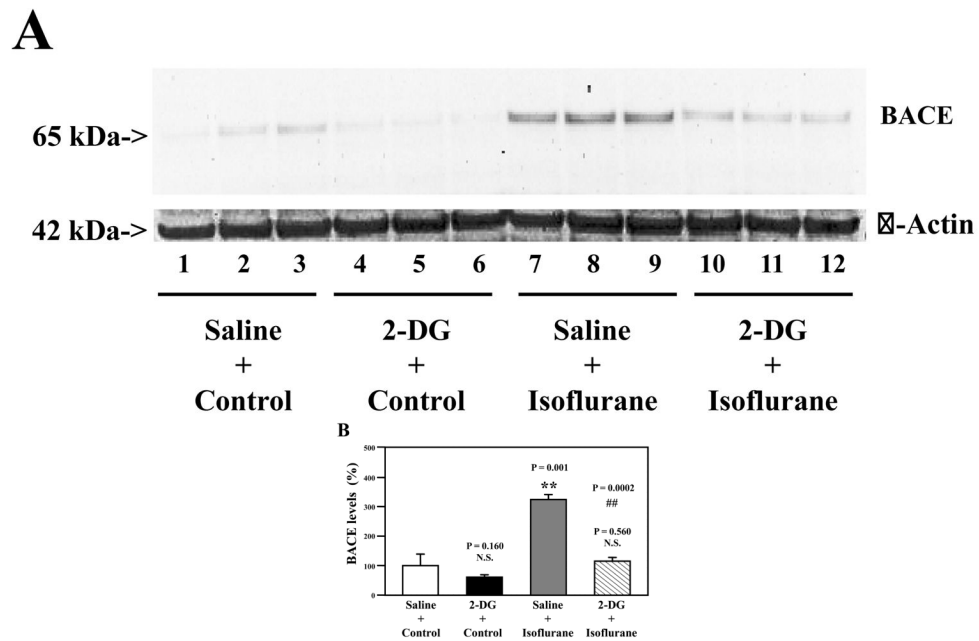 A
BACE
65 kDa->
42 kDa->
☒-Actin
1 2 3 4 5 6 7 8 9 10 11 12
Saline 2-DG Saline 2-DG
+ + + +
Control Control Isoflurane Isoflurane
B
500
400
300
200
100
0
BACE levels (%)
P = 0.001
**
P = 0.0002
##
P = 0.160
N.S.
P = 0.560
N.S.
Saline 2-DG Saline 2-DG
+ + + +
Control Control Isoflurane Isoflurane